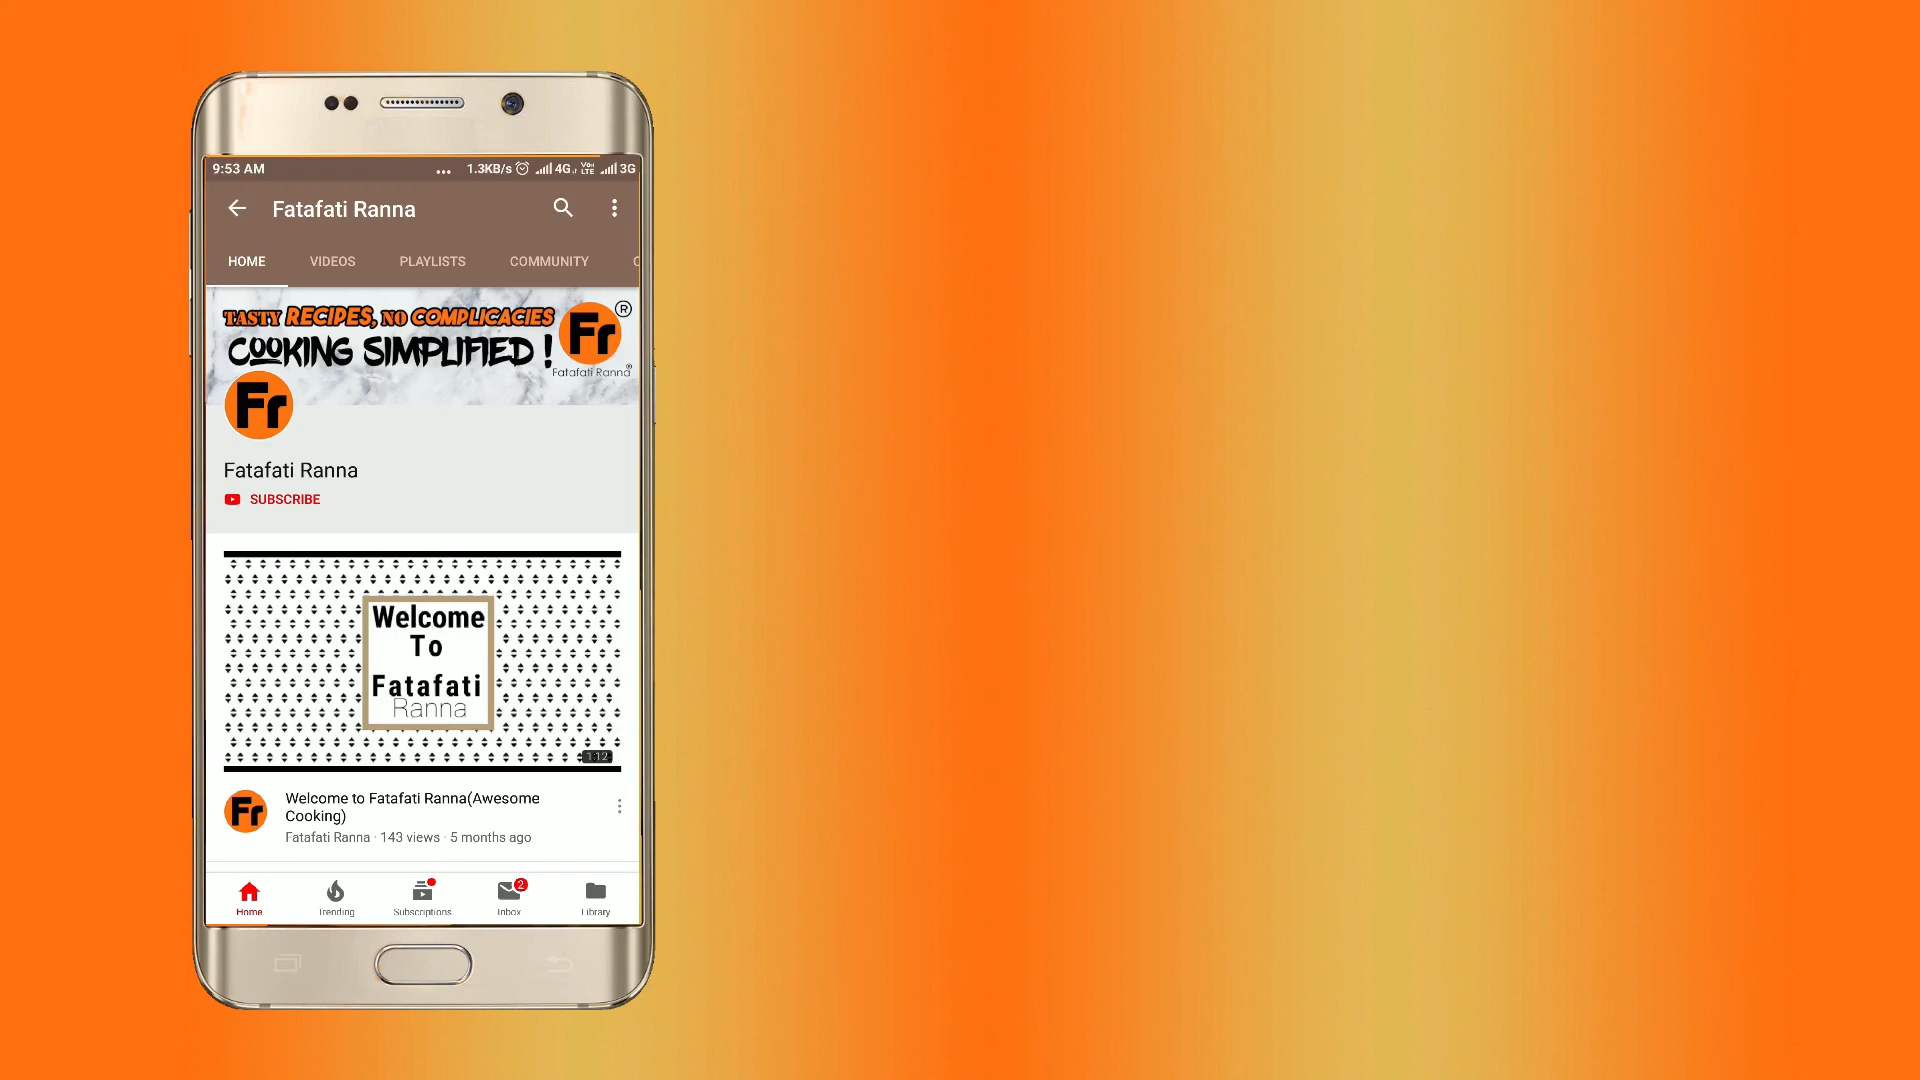 9:53 AM ... 1.3KB/s 4G VoLTE 3G
Fatafati Ranna
HOME VIDEOS PLAYLISTS COMMUNITY
TASTY RECIPES, NO COMPLICACIES
COOKING SIMPLIFIED !
Fr ®
Fatafati Ranna®
Fr
Fatafati Ranna
SUBSCRIBE
Welcome
To
Fatafati
Ranna
1:12
Fr
Welcome to Fatafati Ranna(Awesome
Cooking)
Fatafati Ranna · 143 views · 5 months ago
2
Home Trending Subscriptions Inbox Library